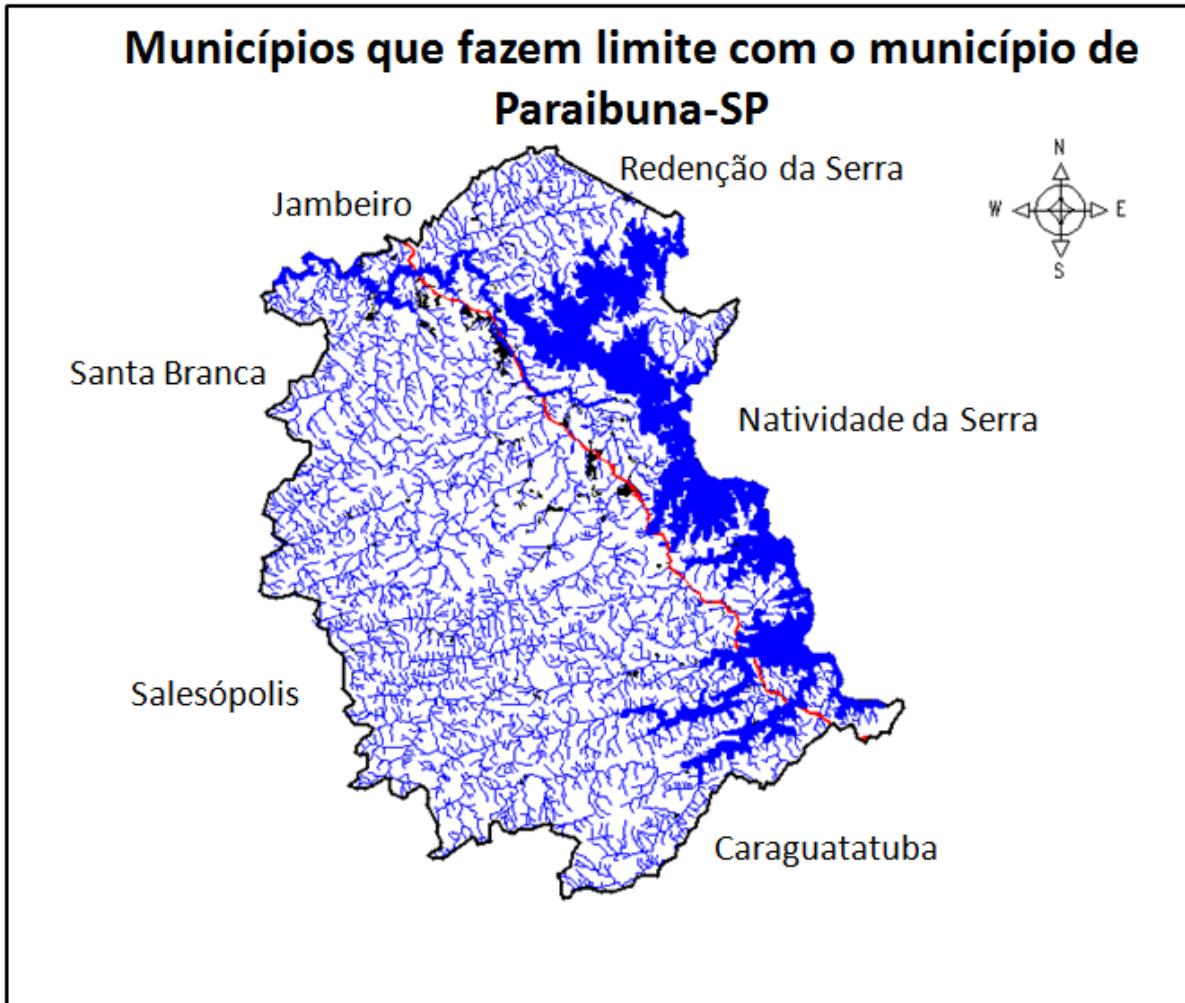 Municípios que fazem limite com o município de
Paraibuna-SP
Redenção da Serra
N
Jambeiro
W
E
S
Santa Branca
Natividade da Serra
Salesópolis
Caraguatatuba